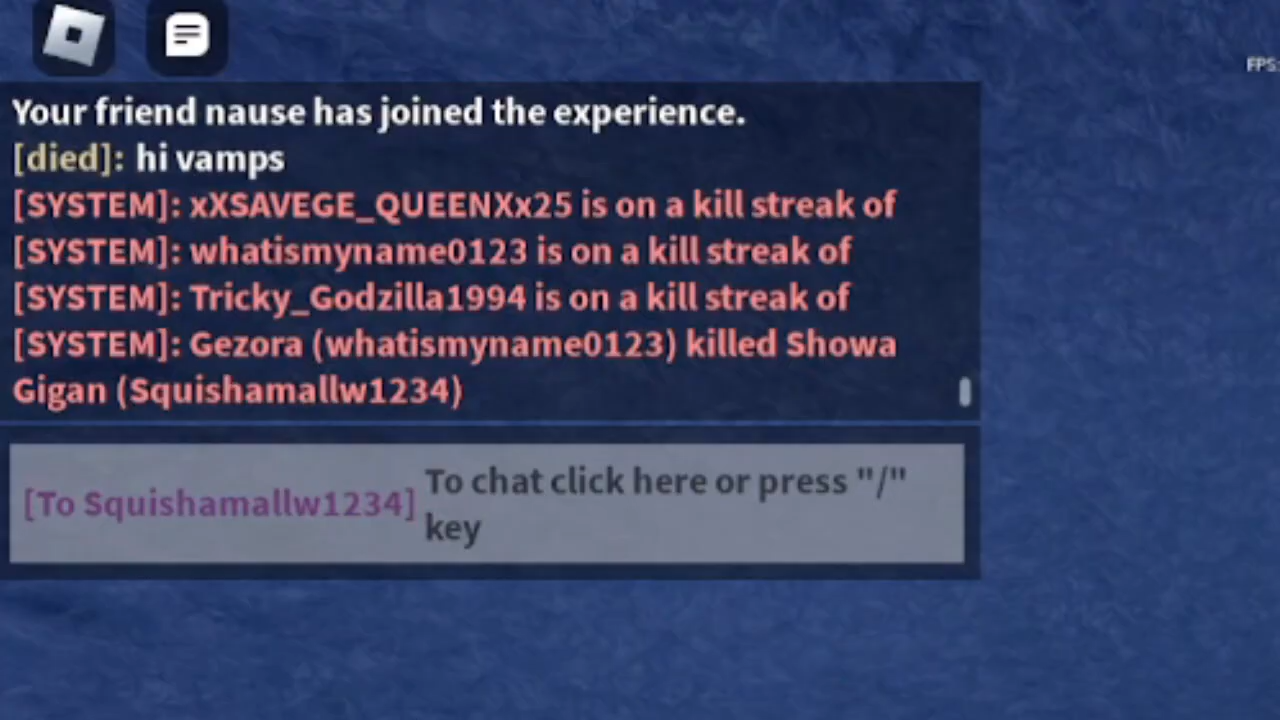 FPS:
Your friend nause has joined the experience.
[died]: hi vamps
[SYSTEM]: xXSAVEGE_QUEENXx25 is on a kill streak of
[SYSTEM]: whatismyname0123 is on a kill streak of
[SYSTEM]: Tricky_Godzilla1994 is on a kill streak of
[SYSTEM]: Gezora (whatismyname0123) killed Showa
Gigan (Squishamallw1234)
[To Squishamallw1234] To chat click here or press "/"
key